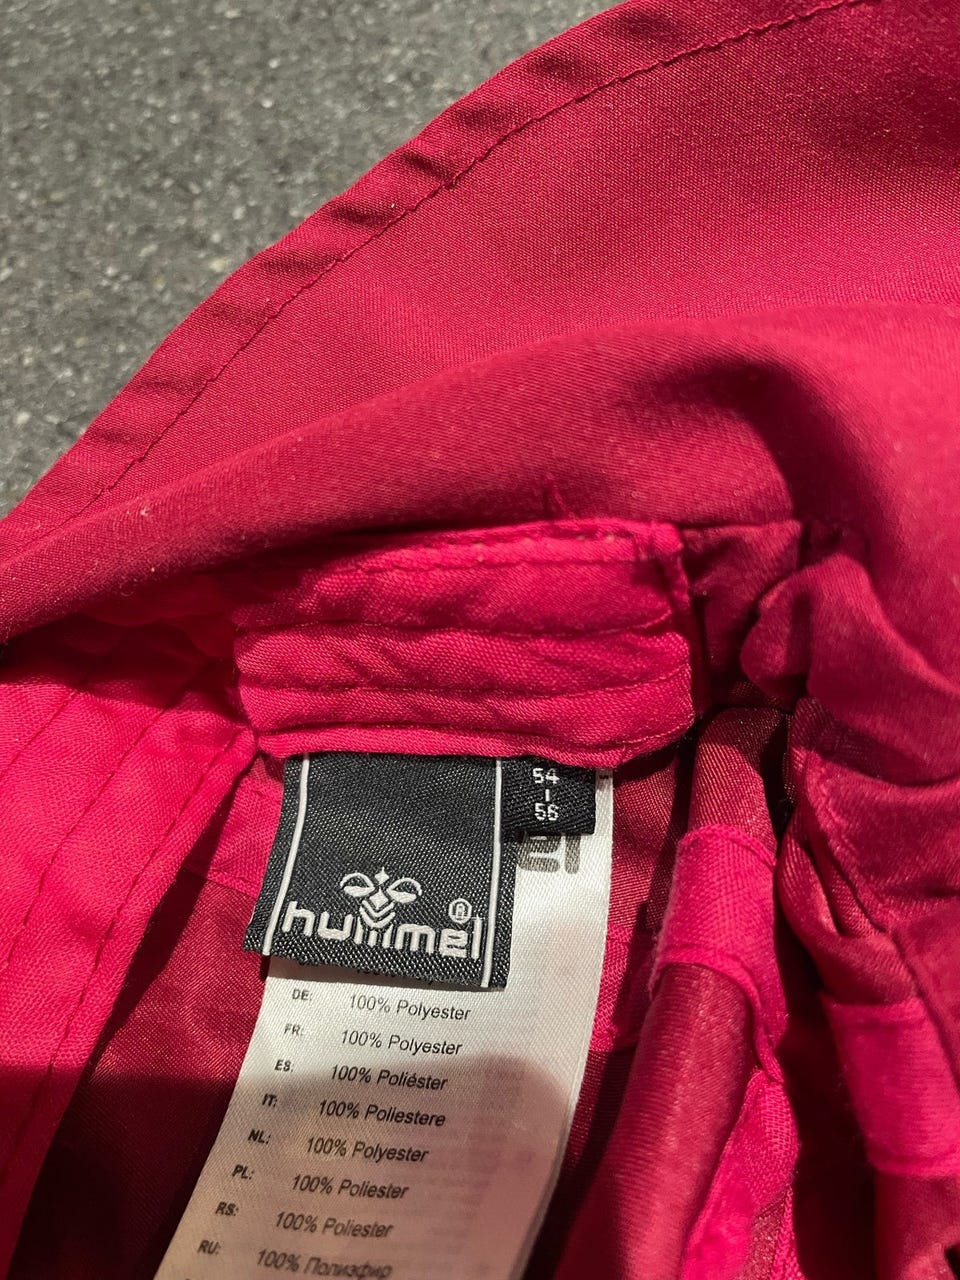 54
-
56
hummel®
DE: 100% Polyester
FR: 100% Polyester
ES: 100% Poliéster
IT: 100% Poliestere
NL: 100% Polyester
PL: 100% Poliester
RS: 100% Poliester
RU: 100% Полиэфир